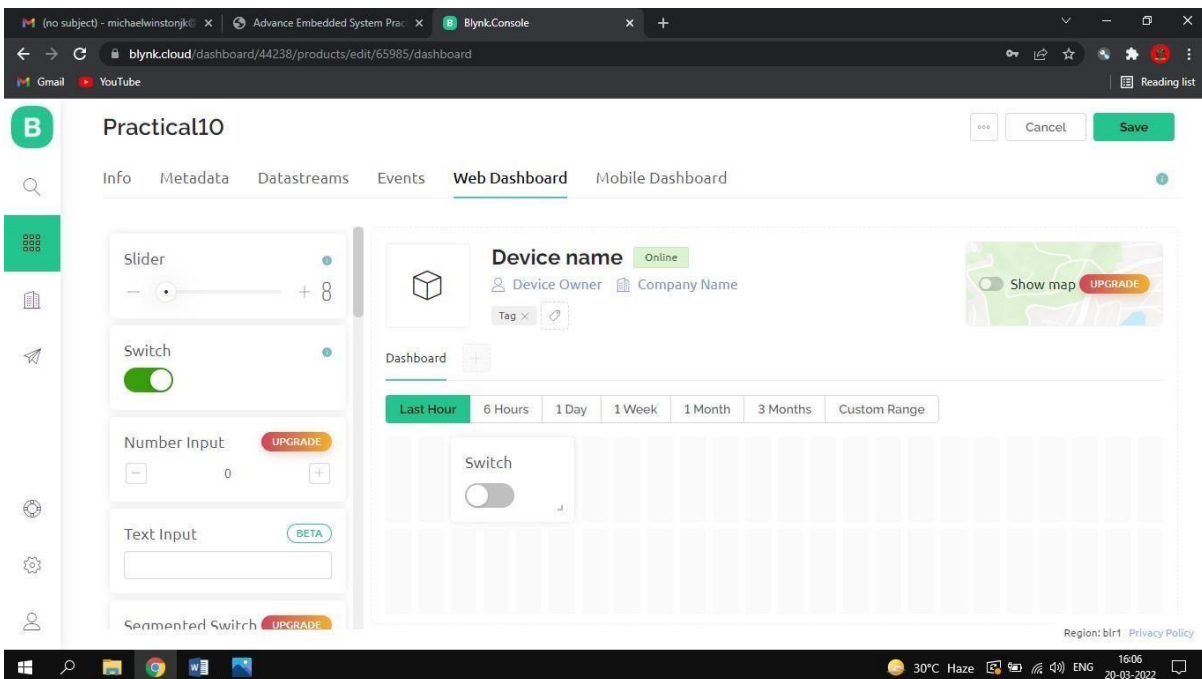 (no subject) - michaelwinstonjk@
Advance Embedded System Prac
Blynk.Console
blynk.cloud/dashboard/44238/products/edit/65985/dashboard
Gmail YouTube
Reading list
B
Practical10
Cancel Save
Info Metadata Datastreams Events Web Dashboard Mobile Dashboard
Slider
8
Device name Online
Device Owner Company Name
Tag
Show map UPGRADE
Switch
Dashboard
Last Hour 6 Hours 1 Day 1 Week 1 Month 3 Months Custom Range
Number Input UPGRADE
0
Switch
Text Input BETA
Segmented Switch UPGRADE
Region: blr1 Privacy Policy
30°C Haze ENG 16:06
20-03-2022